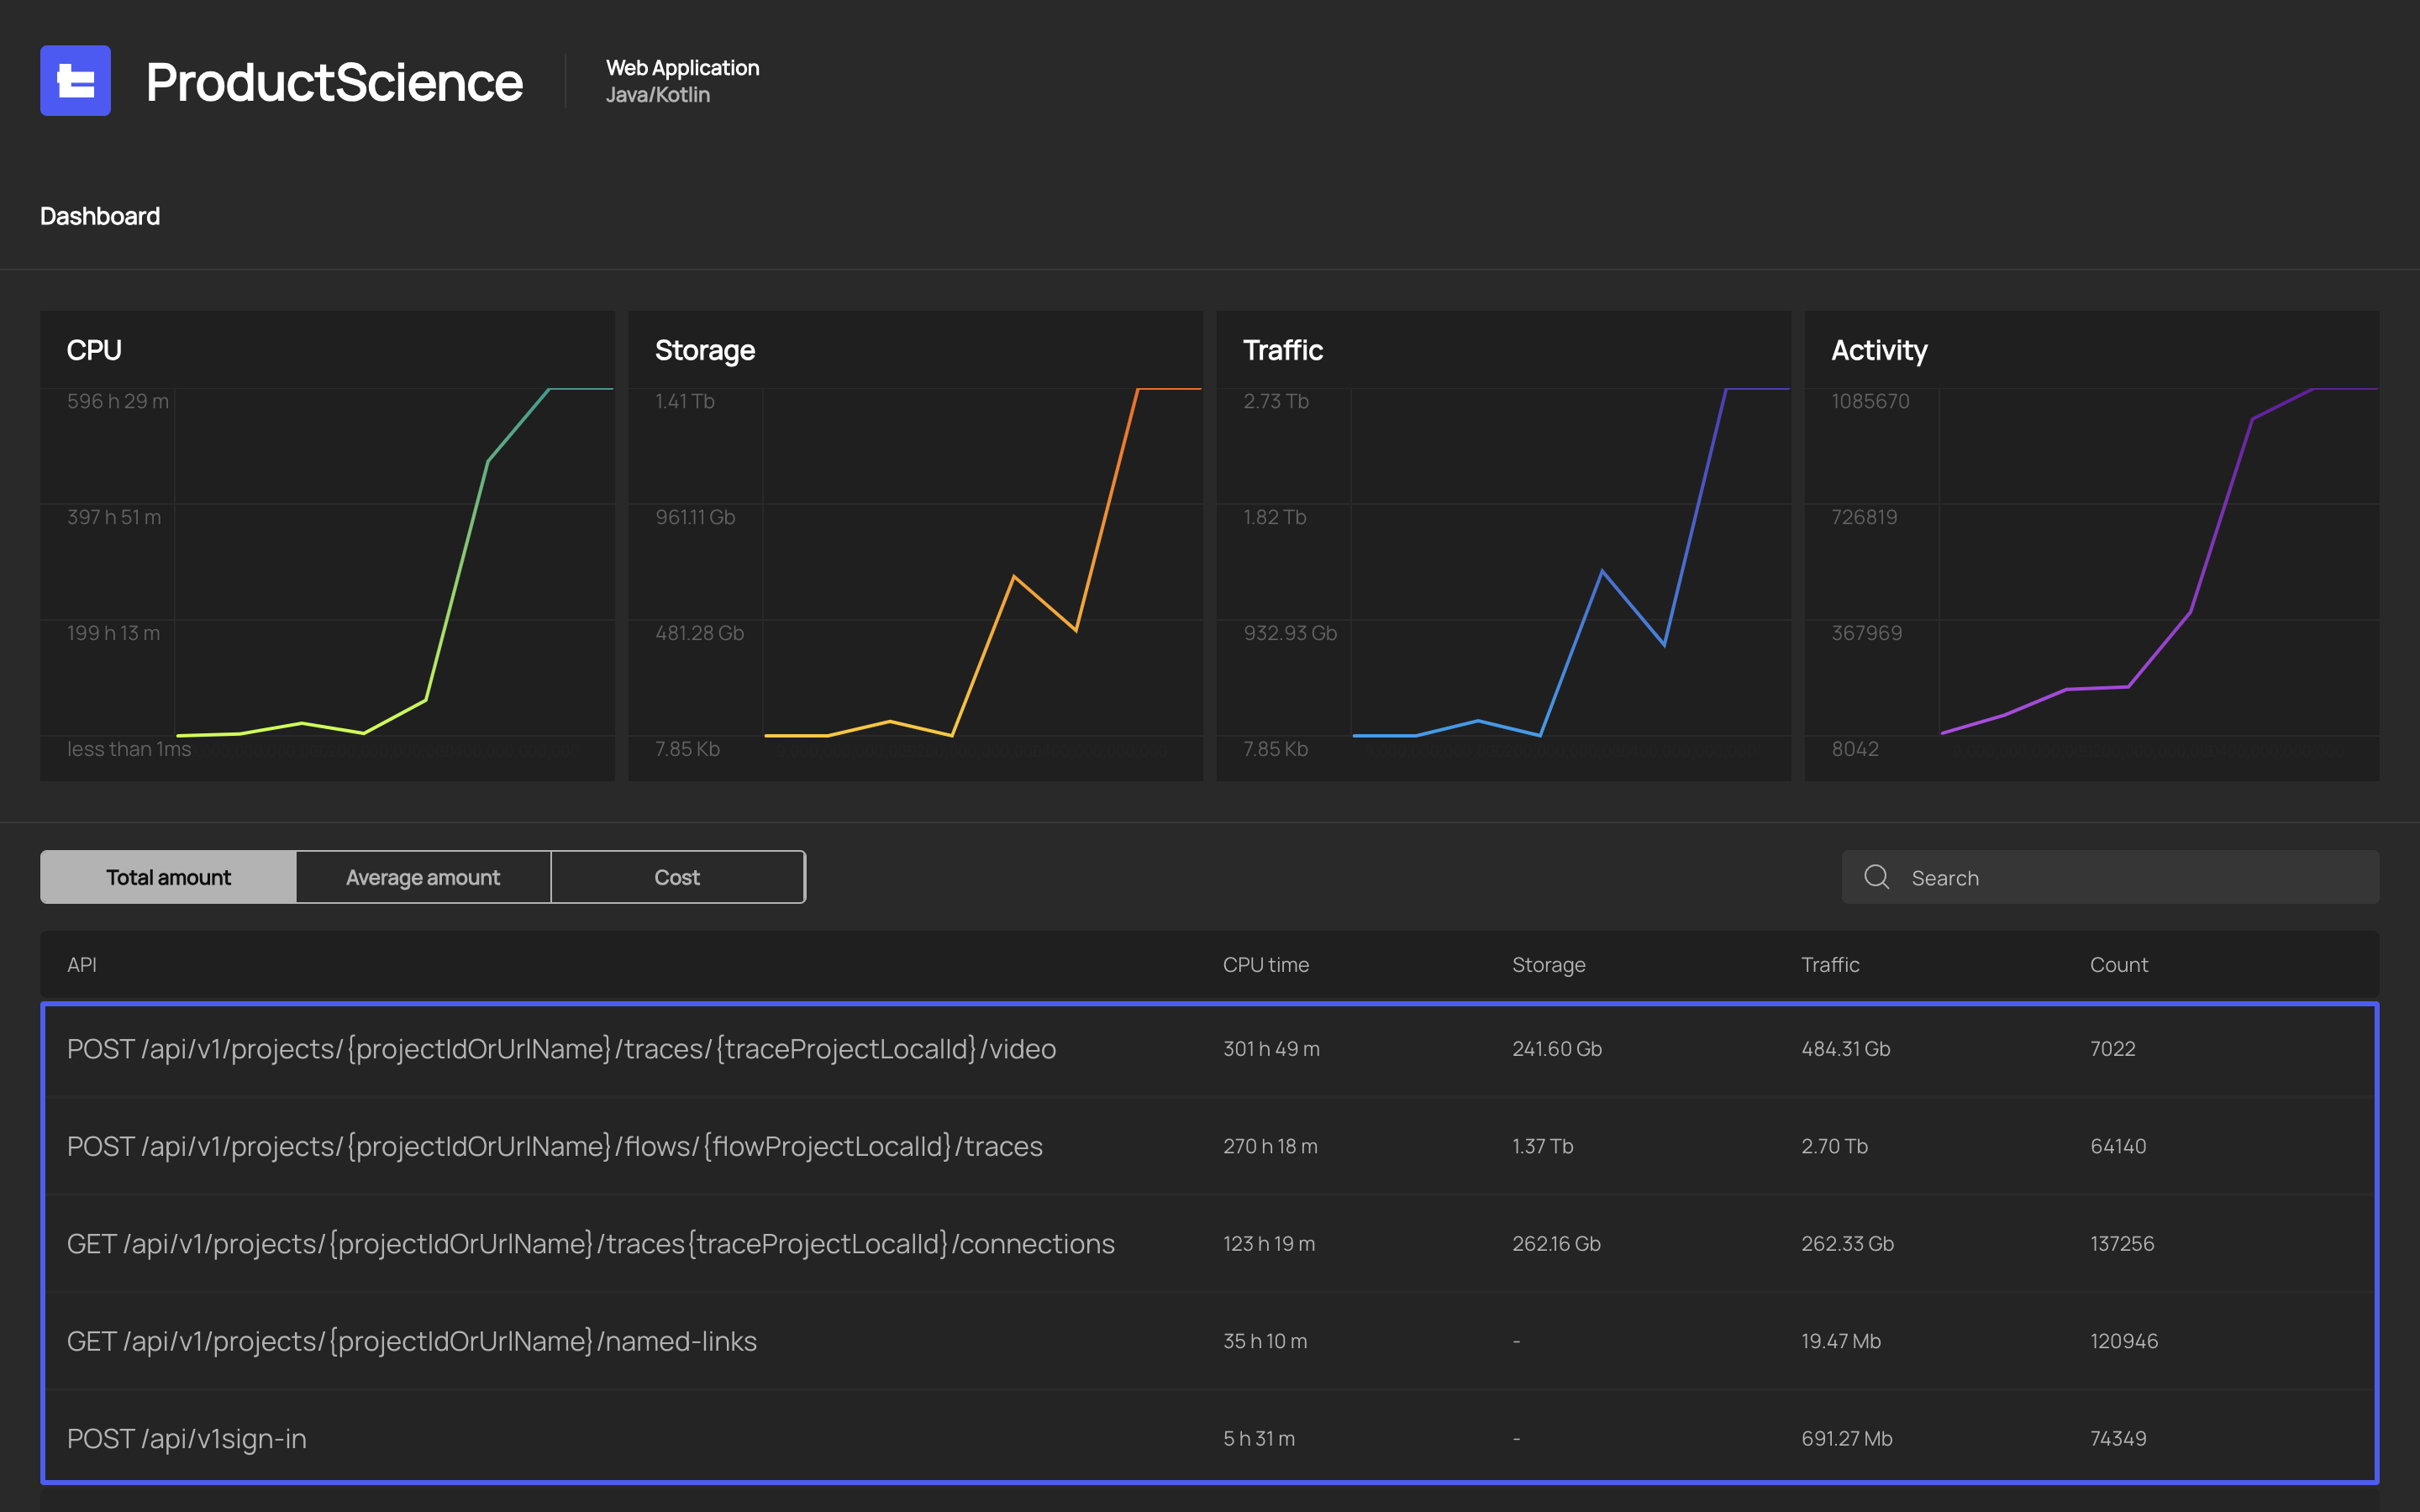 ProductScience
Web Application
Java/Kotlin
Dashboard
CPU
596 h 29 m
397 h 51 m
199 h 13 m
less than 1ms
Storage
1.41 Tb
961.11 Gb
481.28 Gb
7.85 Kb
Traffic
2.73 Tb
1.82 Tb
932.93 Gb
7.85 Kb
Activity
1085670
726819
367969
8042
Total amount Average amount Cost
Search
API CPU time Storage Traffic Count
POST /api/v1/projects/{projectIdOrUrlName}/traces/{traceProjectLocalId}/video 301 h 49 m 241.60 Gb 484.31 Gb 7022
POST /api/v1/projects/{projectIdOrUrlName}/flows/{flowProjectLocalId}/traces 270 h 18 m 1.37 Tb 2.70 Tb 64140
GET /api/v1/projects/{projectIdOrUrlName}/traces{traceProjectLocalId}/connections 123 h 19 m 262.16 Gb 262.33 Gb 137256
GET /api/v1/projects/{projectIdOrUrlName}/named-links 35 h 10 m - 19.47 Mb 120946
POST /api/v1sign-in 5 h 31 m - 691.27 Mb 74349